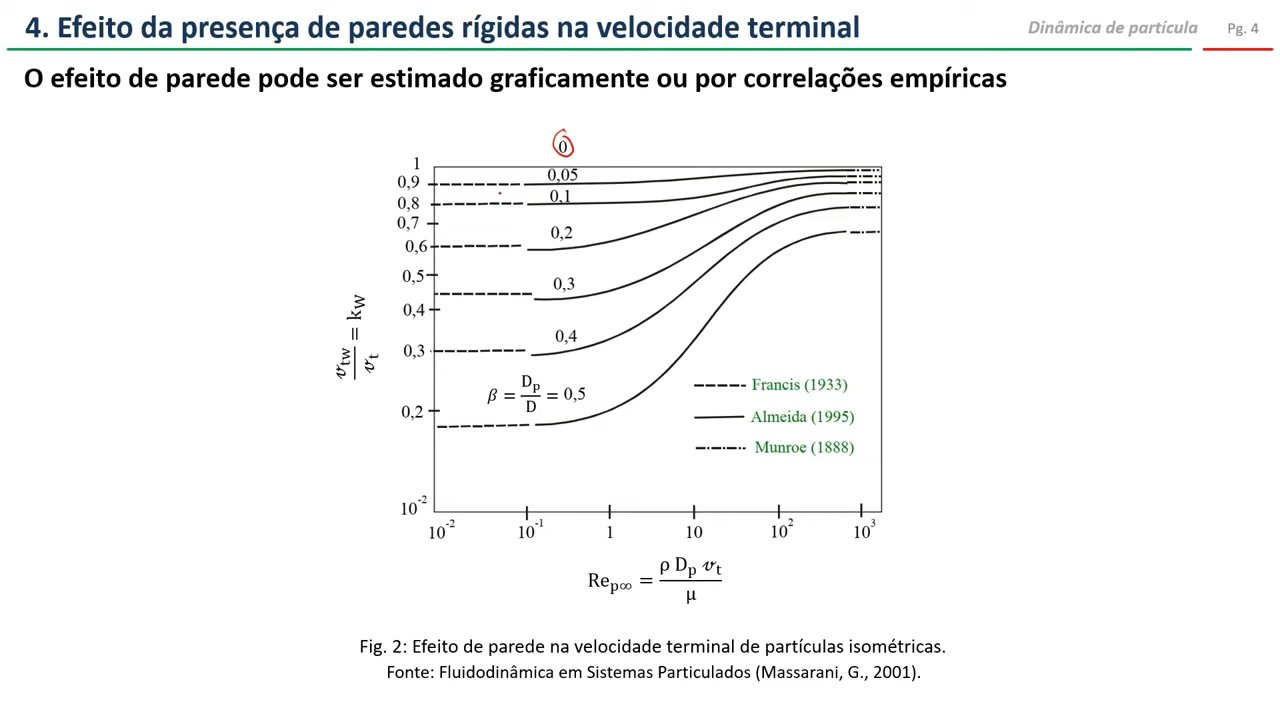 4. Efeito da presença de paredes rígidas na velocidade terminal
Dinâmica de partícula
Pg. 4
O efeito de parede pode ser estimado graficamente ou por correlações empíricas
0
1
0,9
0,8
0,7
0,6
0,5
0,4
0,3
0,2
10⁻²
v_tw / v_t = k_W
0,05
0,1
0,2
0,3
0,4
β = D_p / D = 0,5
Francis (1933)
Almeida (1995)
Munroe (1888)
10⁻² 10⁻¹ 1 10 10² 10³
Re_p∞ = ρ D_p v_t / μ
Fig. 2: Efeito de parede na velocidade terminal de partículas isométricas.
Fonte: Fluidodinâmica em Sistemas Particulados (Massarani, G., 2001).